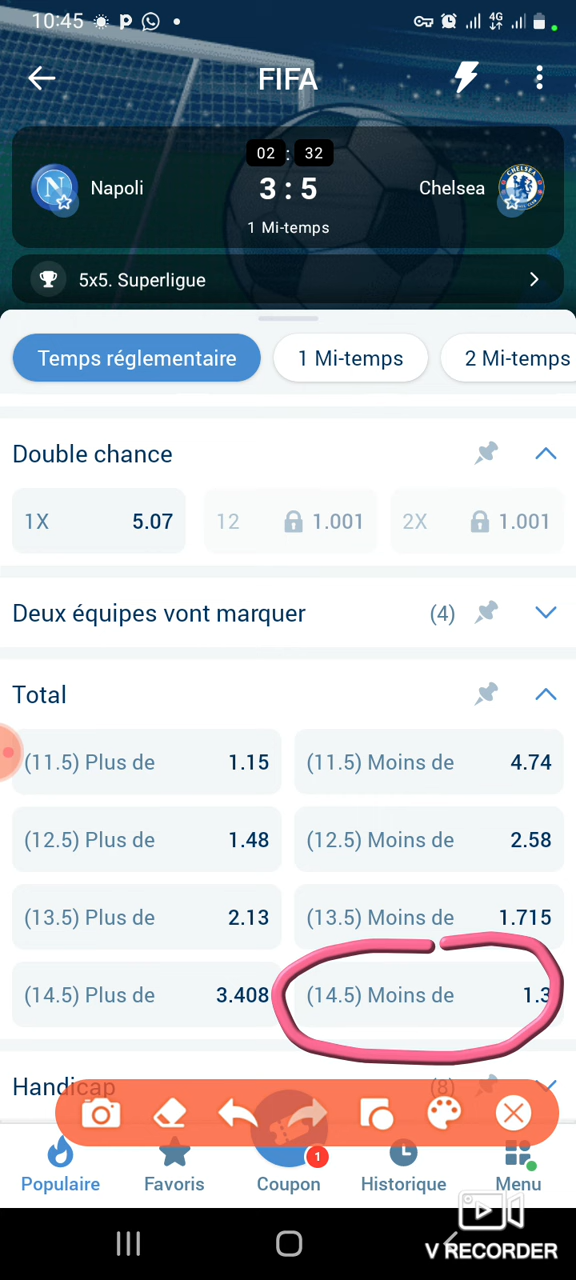 10:45
4G
FIFA
02 : 32
Napoli
3 : 5
Chelsea
CHELSEA
1 Mi-temps
5x5. Superligue
Temps réglementaire
1 Mi-temps
2 Mi-temps
Double chance
1X 5.07
12 1.001
2X 1.001
Deux équipes vont marquer (4)
Total
(11.5) Plus de 1.15
(11.5) Moins de 4.74
(12.5) Plus de 1.48
(12.5) Moins de 2.58
(13.5) Plus de 2.13
(13.5) Moins de 1.715
(14.5) Plus de 3.408
(14.5) Moins de 1.3
Handicap (8)
1
Populaire
Favoris
Coupon
Historique
Menu
V RECORDER